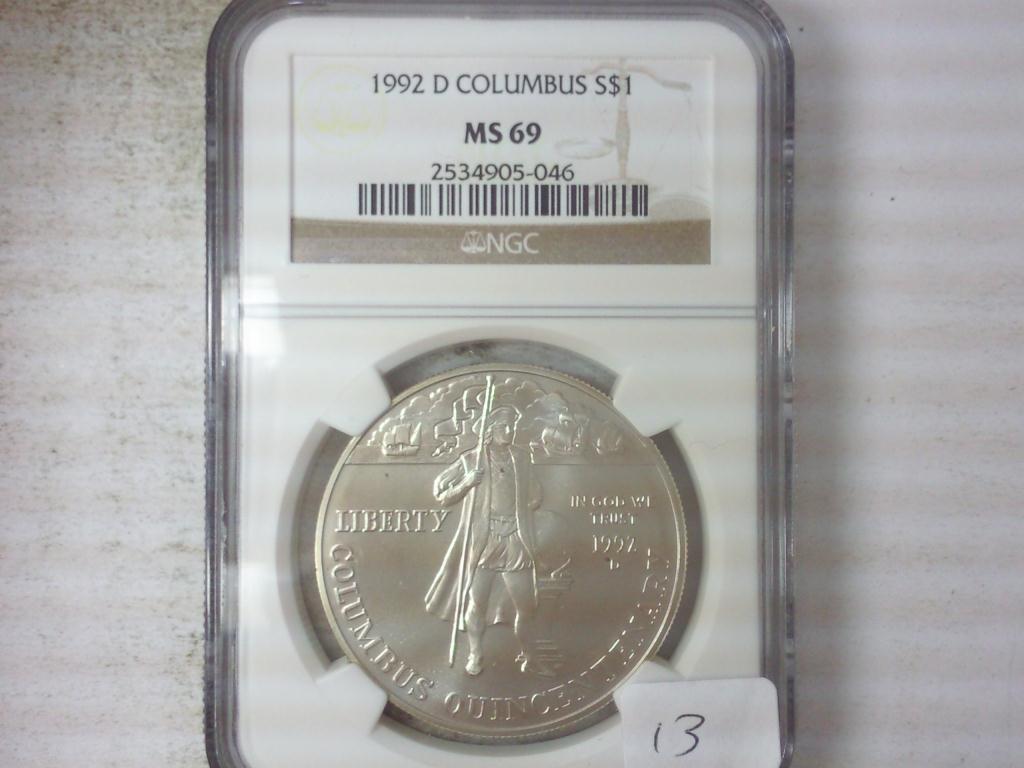 1992 D COLUMBUS S$1
MS 69
2534905-046
NGC
LIBERTY
IN GOD WE
TRUST
1992
D
COLUMBUS QUINCENTENARY
13